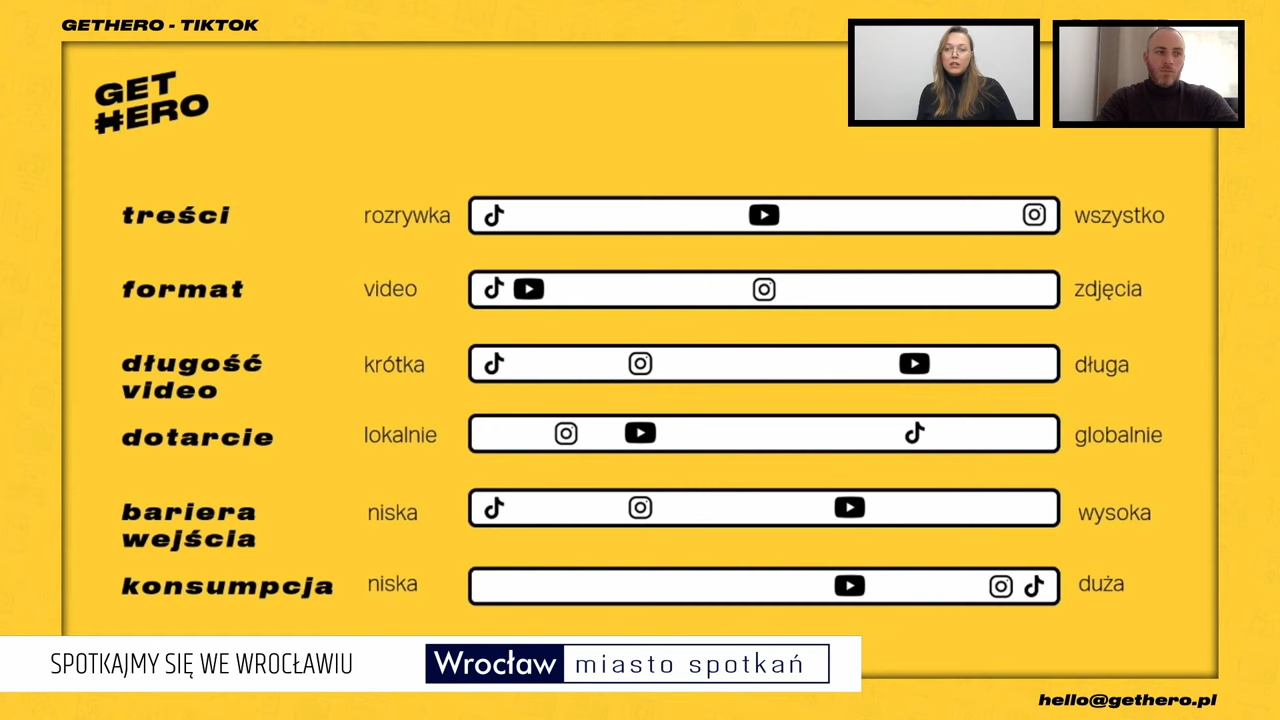 GETHERO - TIKTOK
GET
HERO
treści rozrywka wszystko
format video zdjęcia
długość
video
krótka długa
dotarcie lokalnie globalnie
bariera
wejścia
niska wysoka
konsumpcja niska duża
SPOTKAJMY SIĘ WE WROCŁAWIU
Wrocław miasto spotkań
hello@gethero.pl